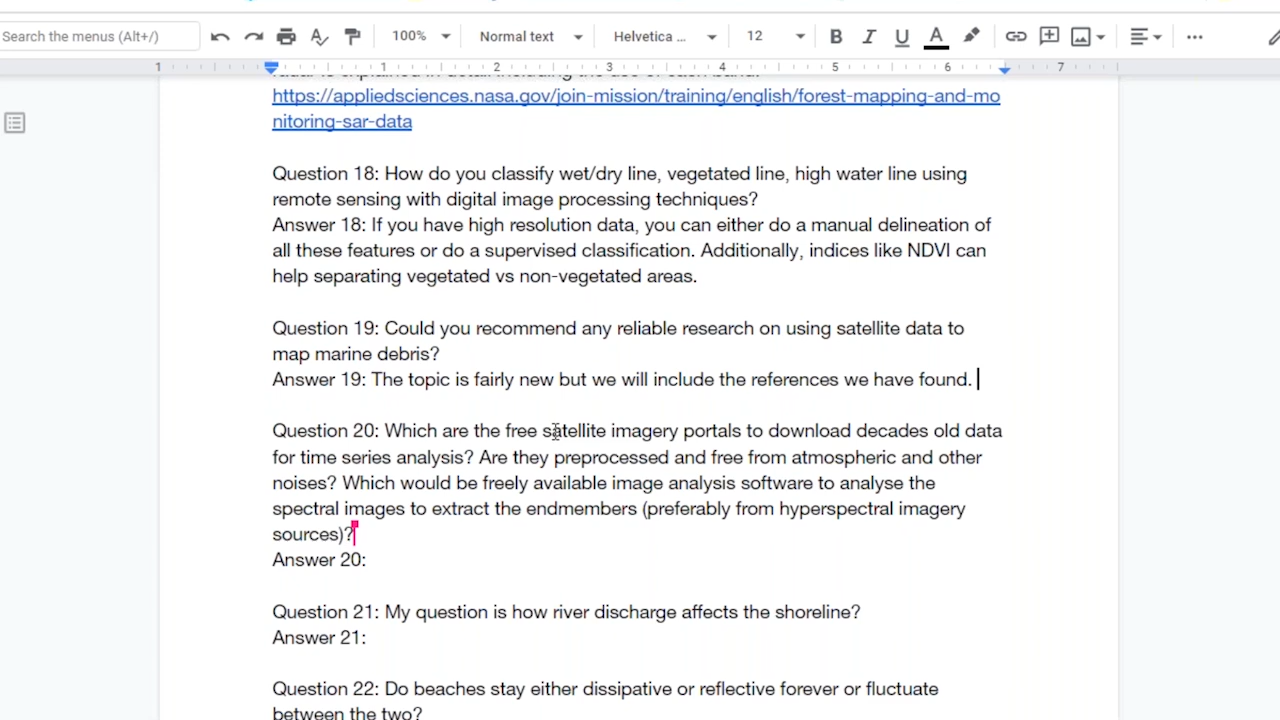 Search the menus (Alt+/)
100%
Normal text
Helvetica ...
12
B I U A
1 1 2 3 4 5 6 7
https://appliedsciences.nasa.gov/join-mission/training/english/forest-mapping-and-mo
nitoring-sar-data
Question 18: How do you classify wet/dry line, vegetated line, high water line using
remote sensing with digital image processing techniques?
Answer 18: If you have high resolution data, you can either do a manual delineation of
all these features or do a supervised classification. Additionally, indices like NDVI can
help separating vegetated vs non-vegetated areas.
Question 19: Could you recommend any reliable research on using satellite data to
map marine debris?
Answer 19: The topic is fairly new but we will include the references we have found.
Question 20: Which are the free satellite imagery portals to download decades old data
for time series analysis? Are they preprocessed and free from atmospheric and other
noises? Which would be freely available image analysis software to analyse the
spectral images to extract the endmembers (preferably from hyperspectral imagery
sources)?
Answer 20:
Question 21: My question is how river discharge affects the shoreline?
Answer 21:
Question 22: Do beaches stay either dissipative or reflective forever or fluctuate
between the two?